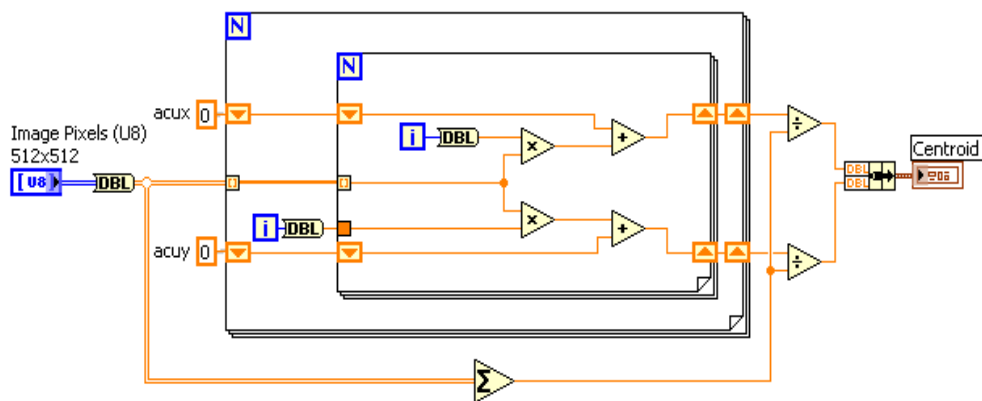 N
N
acux 0
Image Pixels (U8)
512x512
i DBL
x
+
÷
Centroid
[U8
DBL
DBL
DBL
i DBL
x
+
acuy 0
÷
Σ